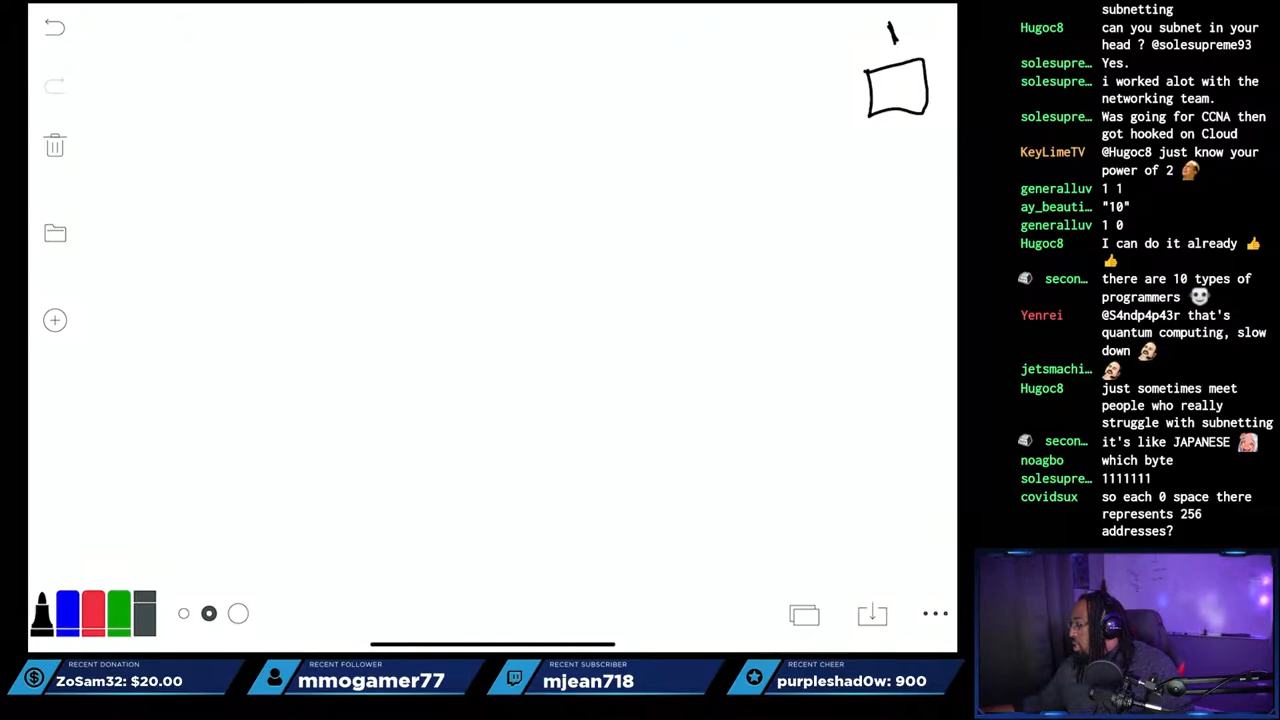 1
subnetting
Hugoc8 can you subnet in your
head ? @solesupreme93
solesupre… Yes.
solesupre… i worked alot with the
networking team.
solesupre… Was going for CCNA then
got hooked on Cloud
KeyLimeTV @Hugoc8 just know your
power of 2
generalluv 1 1
ay_beauti… "10"
generalluv 1 0
Hugoc8 I can do it already 👍
👍
secon… there are 10 types of
programmers
Yenrei @S4ndp4p43r that's
quantum computing, slow
down
jetsmachi…
Hugoc8 just sometimes meet
people who really
struggle with subnetting
secon… it's like JAPANESE
noagbo which byte
solesupre… 1111111
covidsux so each 0 space there
represents 256
addresses?
RECENT DONATION
ZoSam32: $20.00
RECENT FOLLOWER
mmogamer77
RECENT SUBSCRIBER
mjean718
RECENT CHEER
purpleshad0w: 900